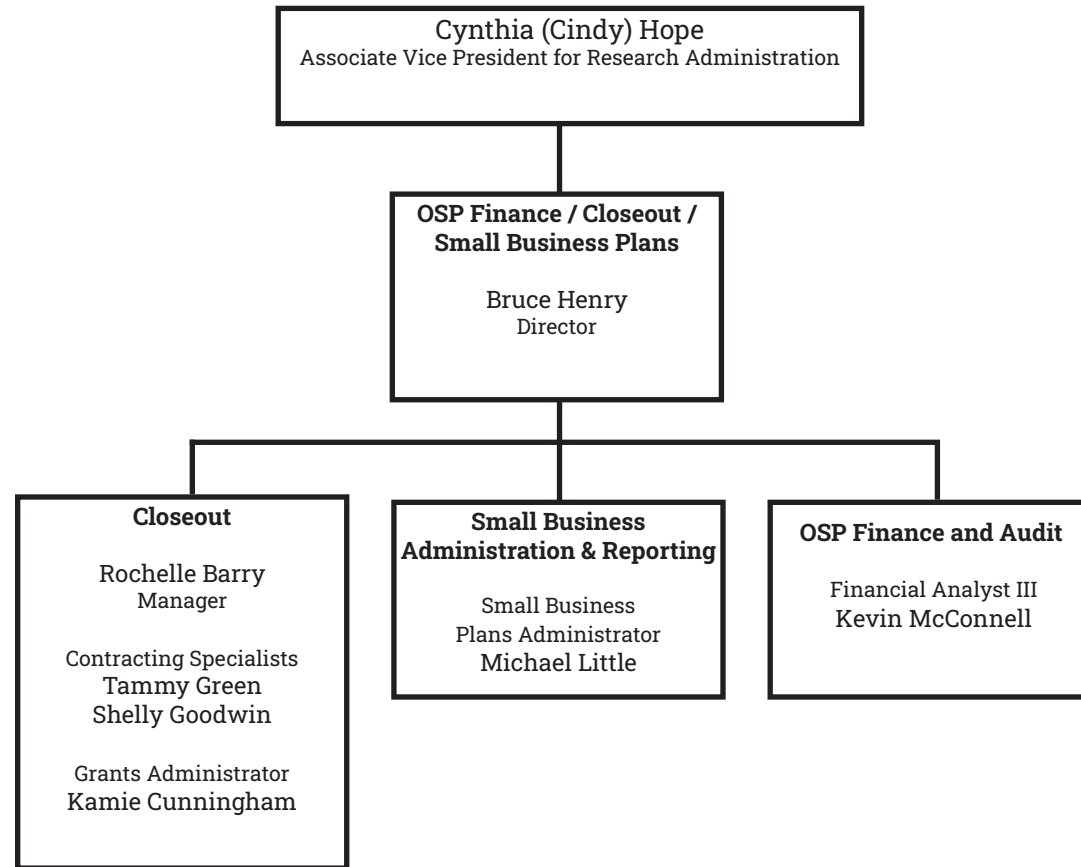 Cynthia (Cindy) Hope
Associate Vice President for Research Administration
OSP Finance / Closeout /
Small Business Plans
Bruce Henry
Director
Closeout
Rochelle Barry
Manager
Contracting Specialists
Tammy Green
Shelly Goodwin
Grants Administrator
Kamie Cunningham
Small Business
Administration & Reporting
Small Business
Plans Administrator
Michael Little
OSP Finance and Audit
Financial Analyst III
Kevin McConnell